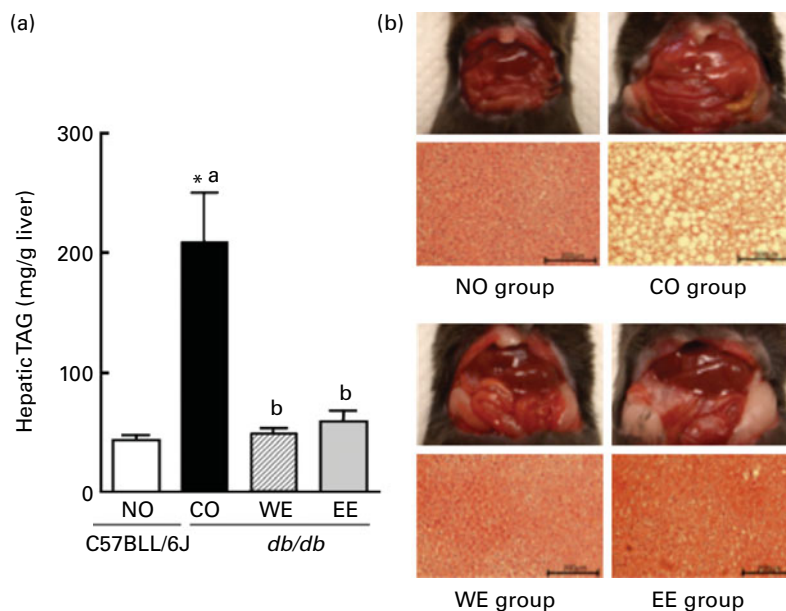 (a)
Hepatic TAG (mg/g liver)
300
200
100
0
* a
b
b
NO CO WE EE
C57BLL/6J db/db
(b)
NO group CO group
WE group EE group